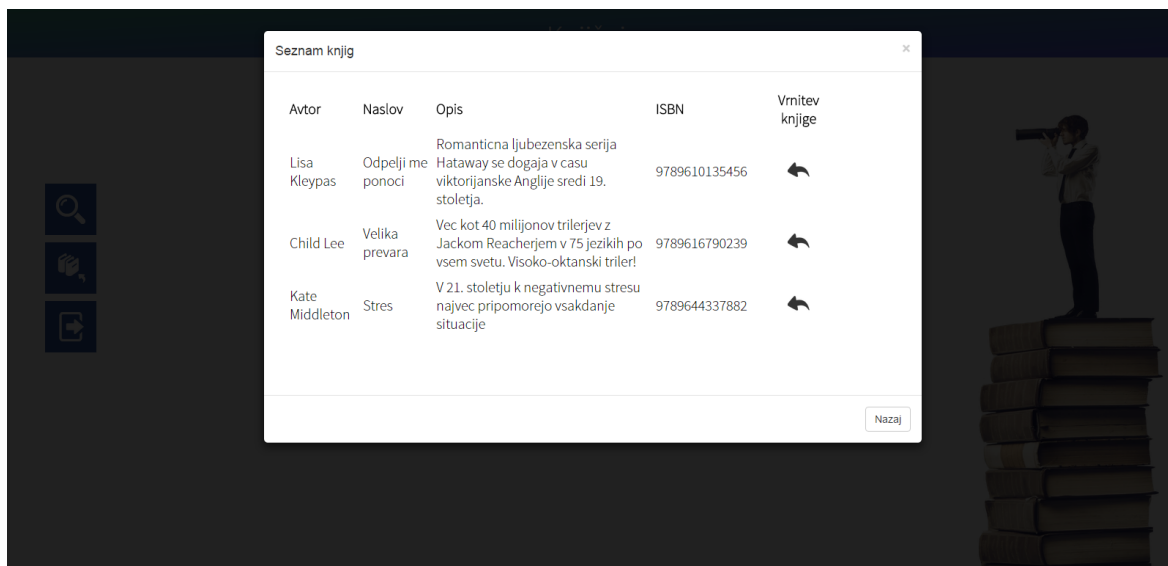 Seznam knjig
×
Avtor Naslov Opis ISBN Vrnitev
knjige
Lisa
Kleypas
Odpelji me
ponoci
Romanticna ljubezenska serija
Hataway se dogaja v casu
viktorijanske Anglije sredi 19.
stoletja.
9789610135456
Child Lee
Velika
prevara
Vec kot 40 milijonov trilerjev z
Jackom Reacherjem v 75 jezikih po
vsem svetu. Visoko-oktanski triler!
9789616790239
Kate
Middleton
Stres
V 21. stoletju k negativnemu stresu
najvec pripomorejo vsakdanje
situacije
9789644337882
Nazaj